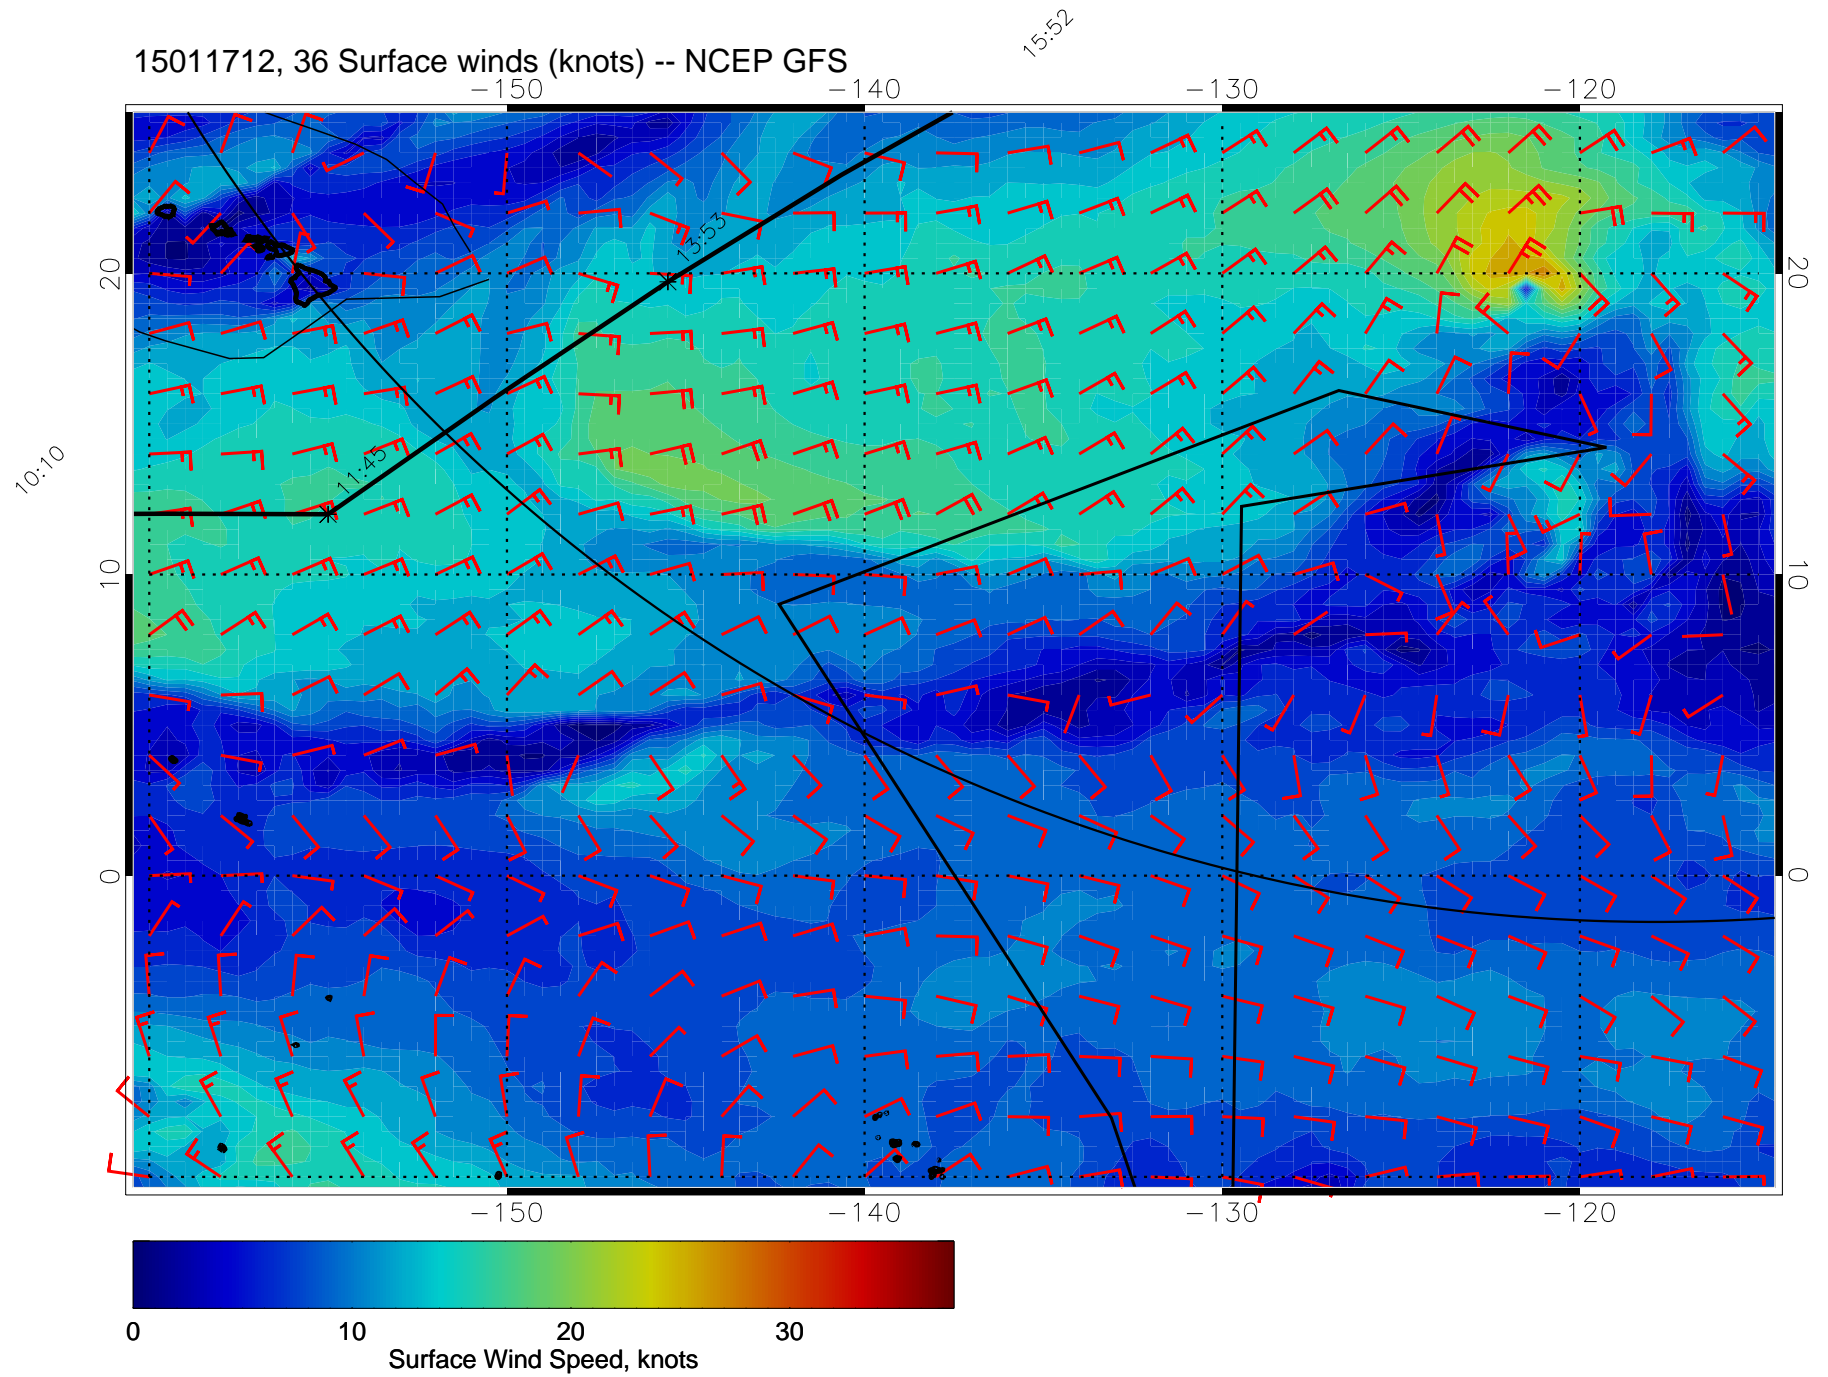 15:52
15011712, 36 Surface winds (knots) -- NCEP GFS
-150 -140 -130 -120
13:53
20 20
11:45
10:10
10 10
0 0
-150 -140 -130 -120
0 10 20 30
Surface Wind Speed, knots